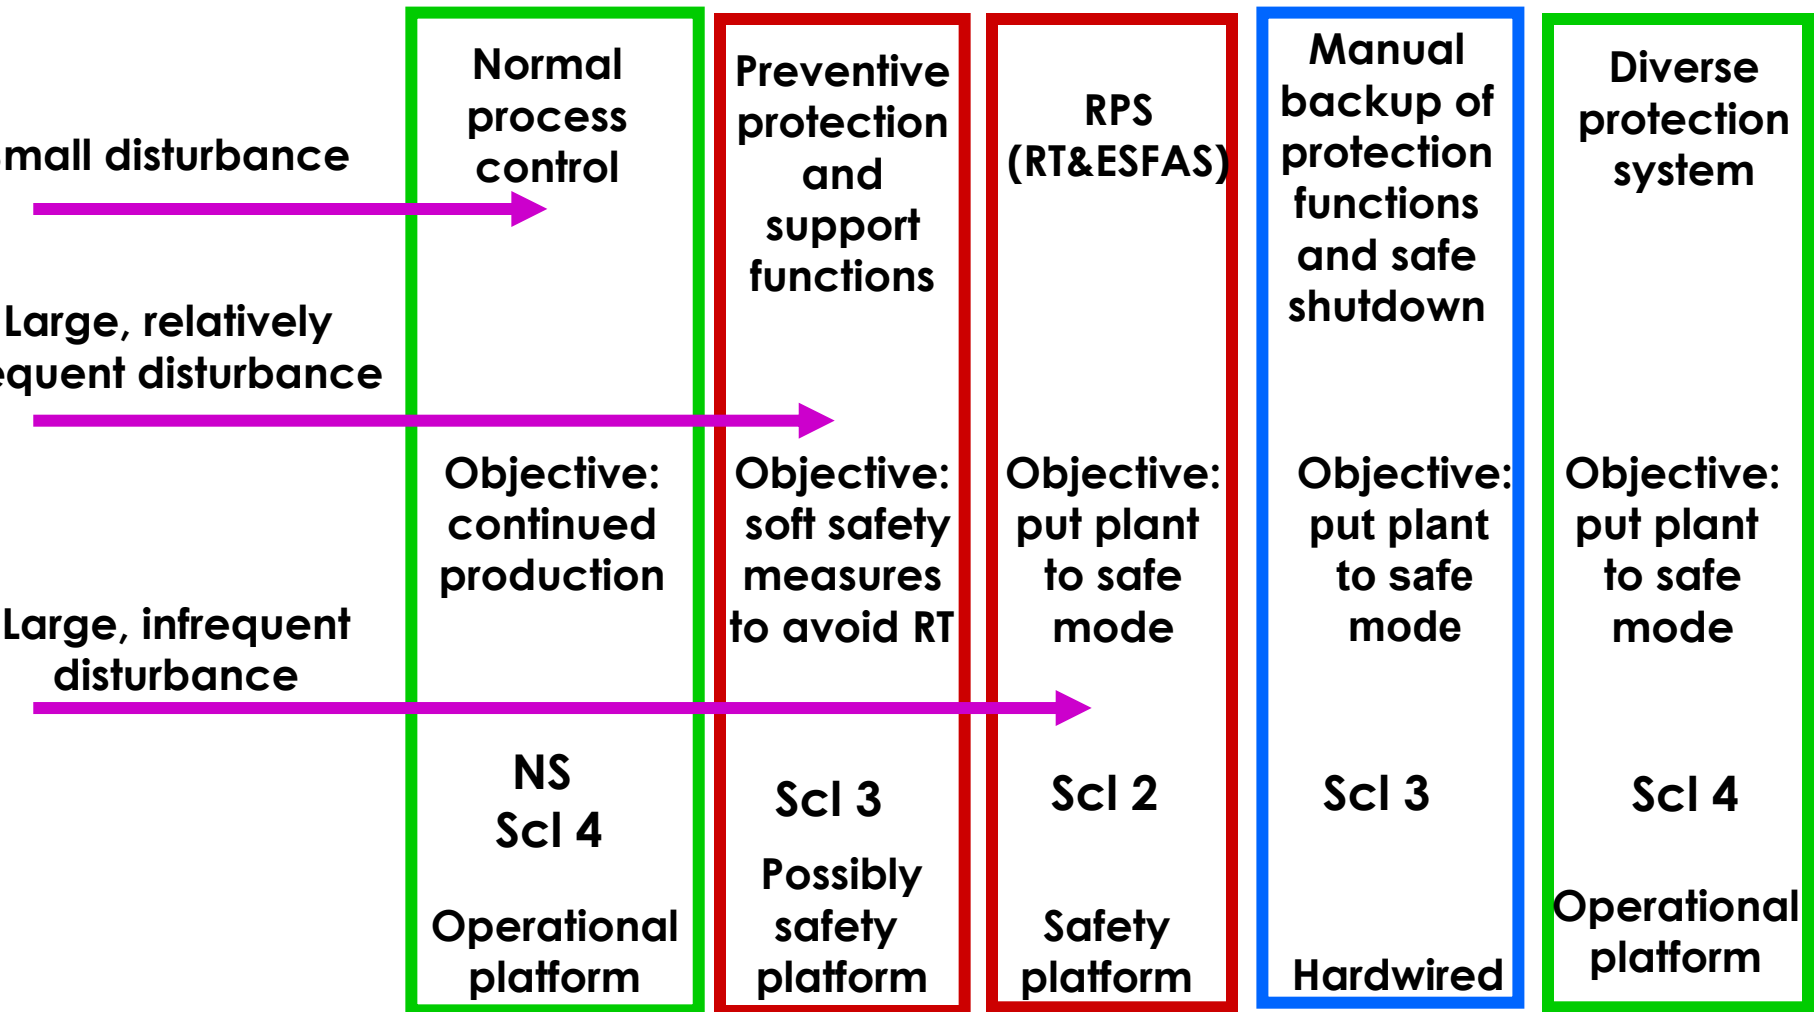 disturbance
Large, relatively
disturbance
Large, infrequent
disturbance
Normal
process
control
Objective:
continued
production
NS
Scl 4
Operational
platform
Preventive
protection
and
support
functions
Objective:
soft safety
measures
to avoid RT
Scl 3
Possibly
safety
platform
RPS
(RT&ESFAS)
Objective:
put plant
to safe
mode
Scl 2
Safety
platform
Manual
backup of
protection
functions
and safe
shutdown
Objective:
put plant
to safe
mode
Scl 3
Hardwired
Diverse
protection
system
Objective:
put plant
to safe
mode
Scl 4
Operational
platform